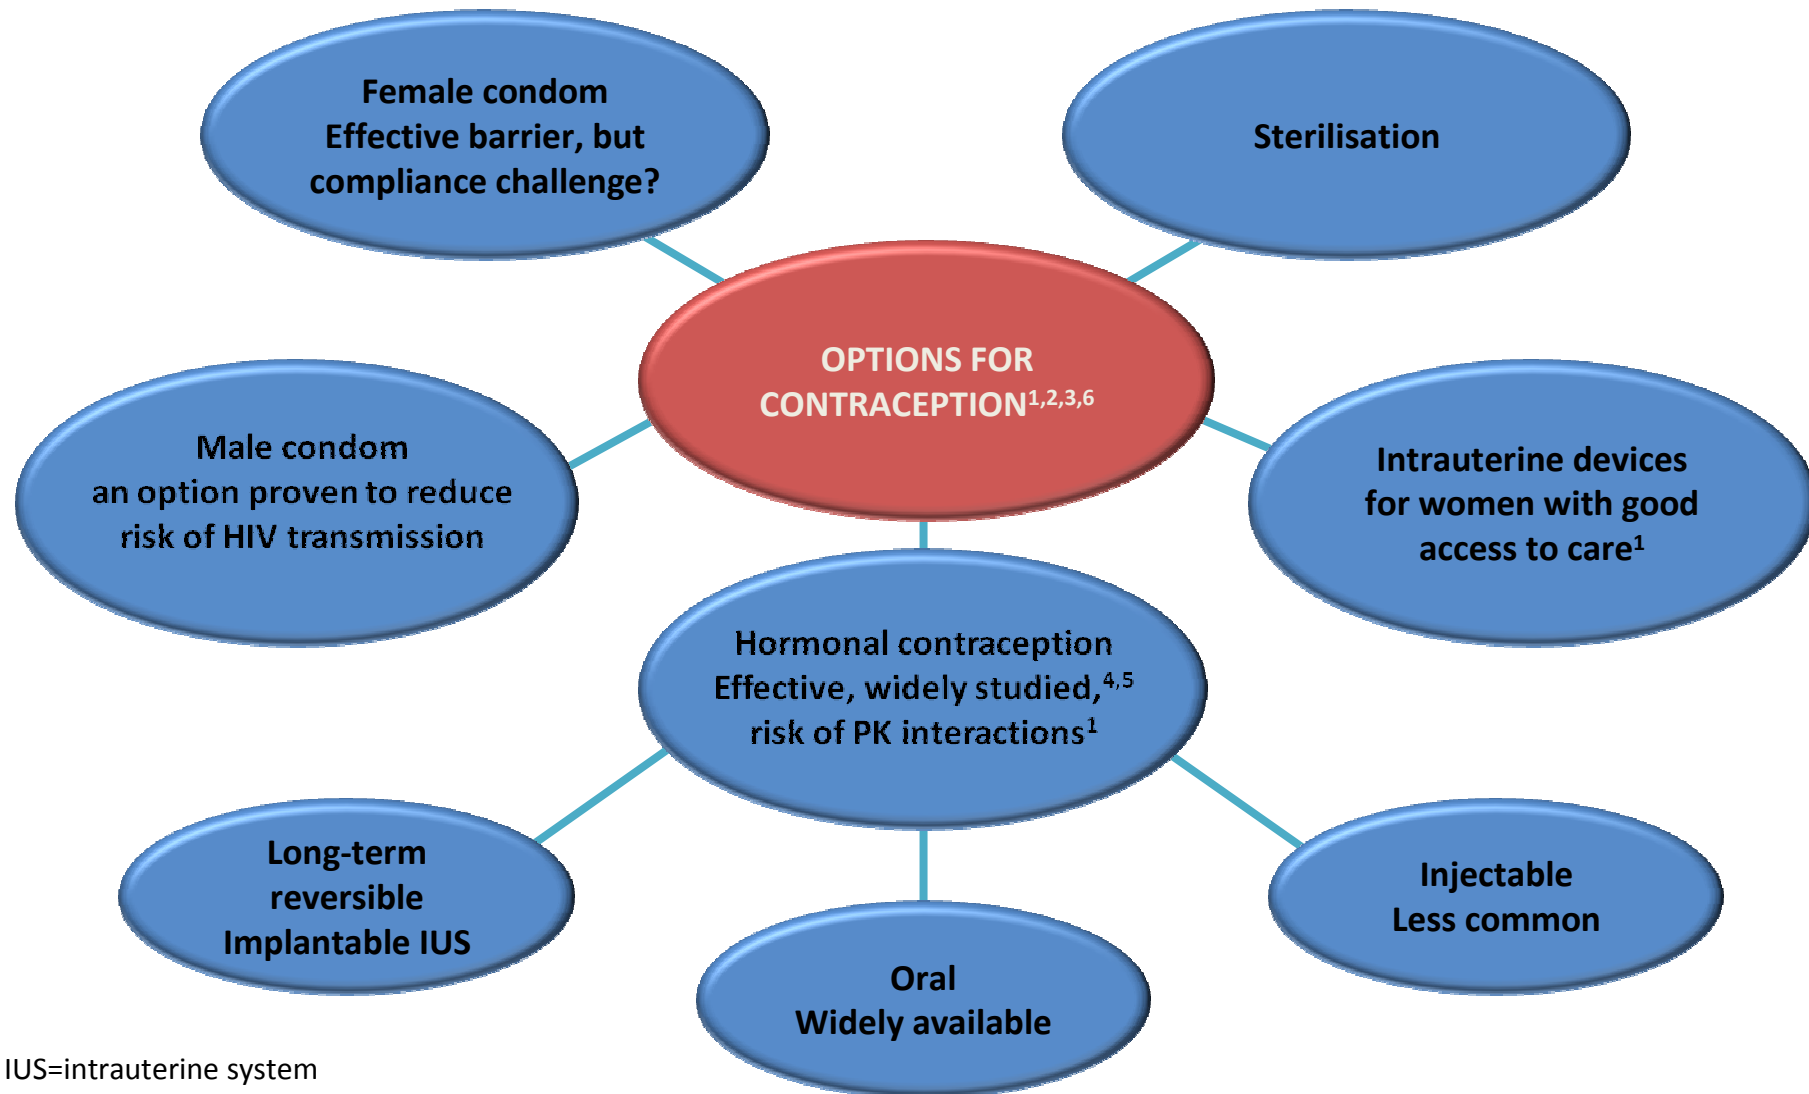 Female condom
Effective barrier, but
compliance challenge?
Sterilisation
OPTIONS FOR
CONTRACEPTION1,2,3,6
Male condom
an option proven to reduce
risk of HIV transmission
Intrauterine devices
for women with good
access to care1
Hormonal contraception
Effective, widely studied,4,5
risk of PK interactions1
Long-term
reversible
Implantable IUS
Oral
Widely available
Injectable
Less common
IUS=intrauterine system